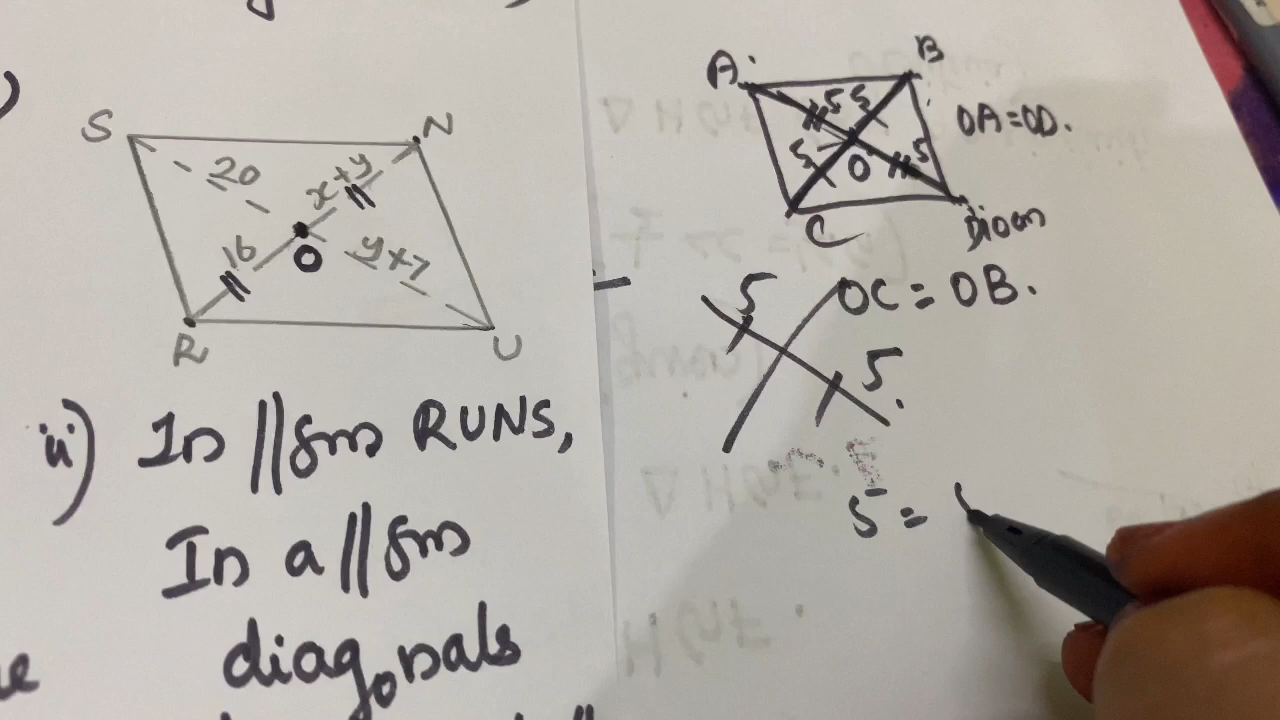 S
N
20
x+y
16
O
y+7
R
U
ii) In ||gm RUNS,
In a ||gm
diagonals
A
B
5
5
5
O
5
OA=OD.
C
OC = OB.
5
5.
5 =